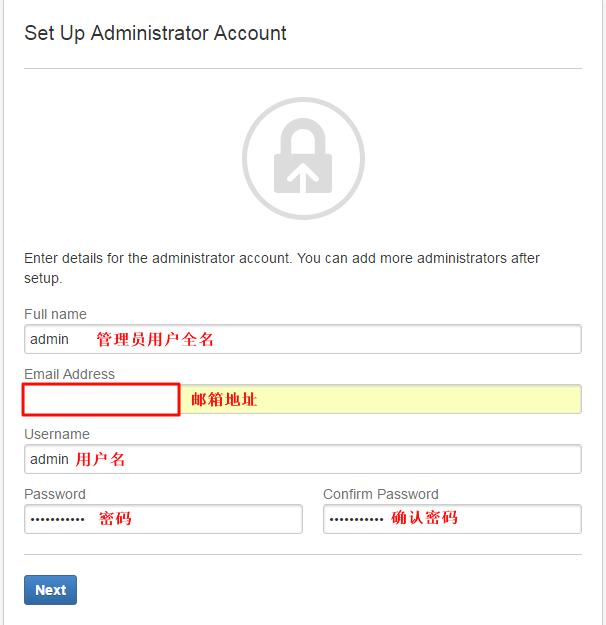 Set Up Administrator Account
Enter details for the administrator account. You can add more administrators after
setup.
Full name
admin 管理员用户全名
Email Address
邮箱地址
Username
admin 用户名
Password Confirm Password
••••••••••• 密码 ••••••••••• 确认密码
Next